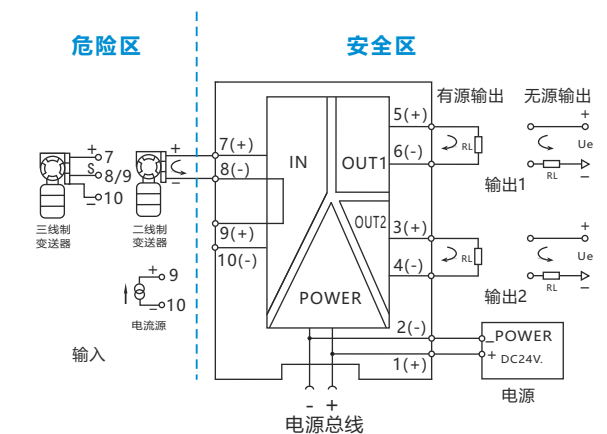 危险区
安全区
有源输出
无源输出
5(+)
+
RL
Ue
6(-)
RL
−
输出1
+
7
S
8/9
−
10
三线制
变送器
+
−
二线制
变送器
7(+)
8(-)
9(+)
10(-)
IN
OUT1
OUT2
POWER
3(+)
+
RL
Ue
4(-)
RL
−
输出2
+
9
−
10
电流源
输入
2(-)
1(+)
−POWER
+ DC24V.
电源
- +
电源总线